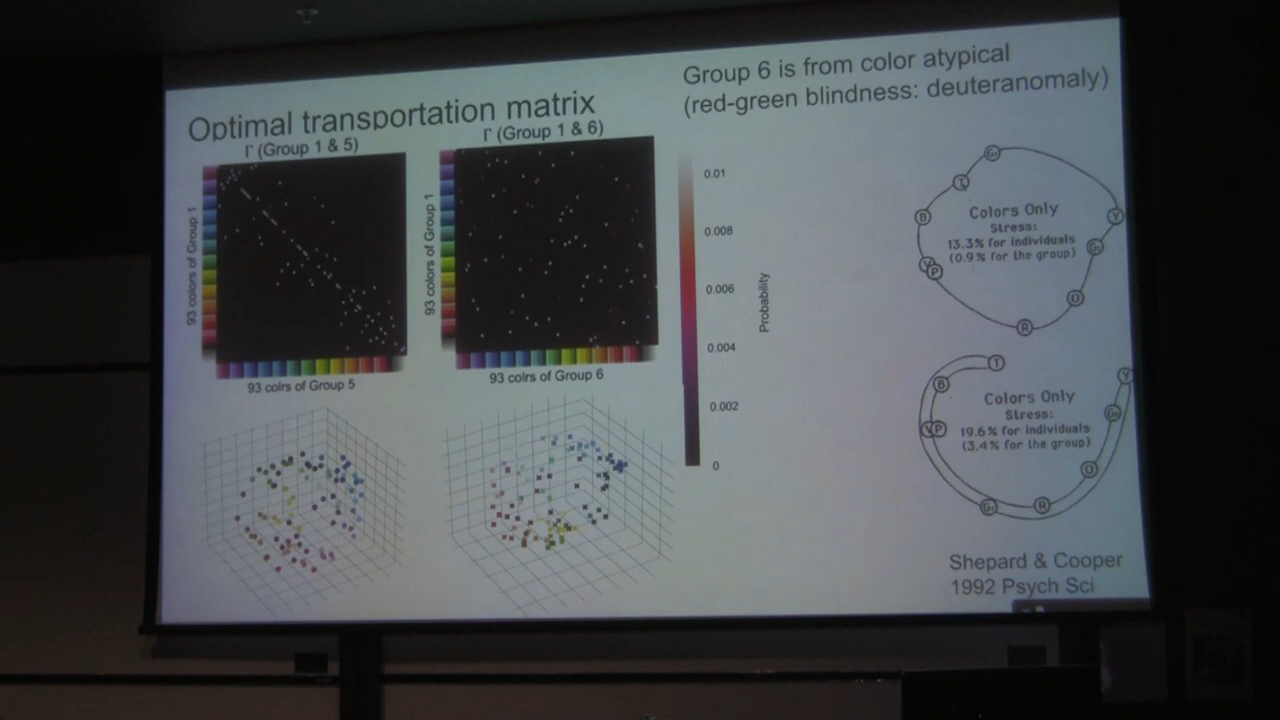 Optimal transportation matrix
Γ (Group 1 & 5)
Γ (Group 1 & 6)
93 colors of Group 1
93 colrs of Group 5
93 colors of Group 1
93 colrs of Group 6
0.01
0.008
0.006
0.004
0.002
0
Probability
Group 6 is from color atypical
(red-green blindness: deuteranomaly)
Gr
T
B
Y
V
P
O
R
Colors Only
Stress:
13.3% for individuals
(0.9% for the group)
T
B
Y
V
P
O
R
Gr
Colors Only
Stress:
19.6% for individuals
(3.4% for the group)
Shepard & Cooper
1992 Psych Sci